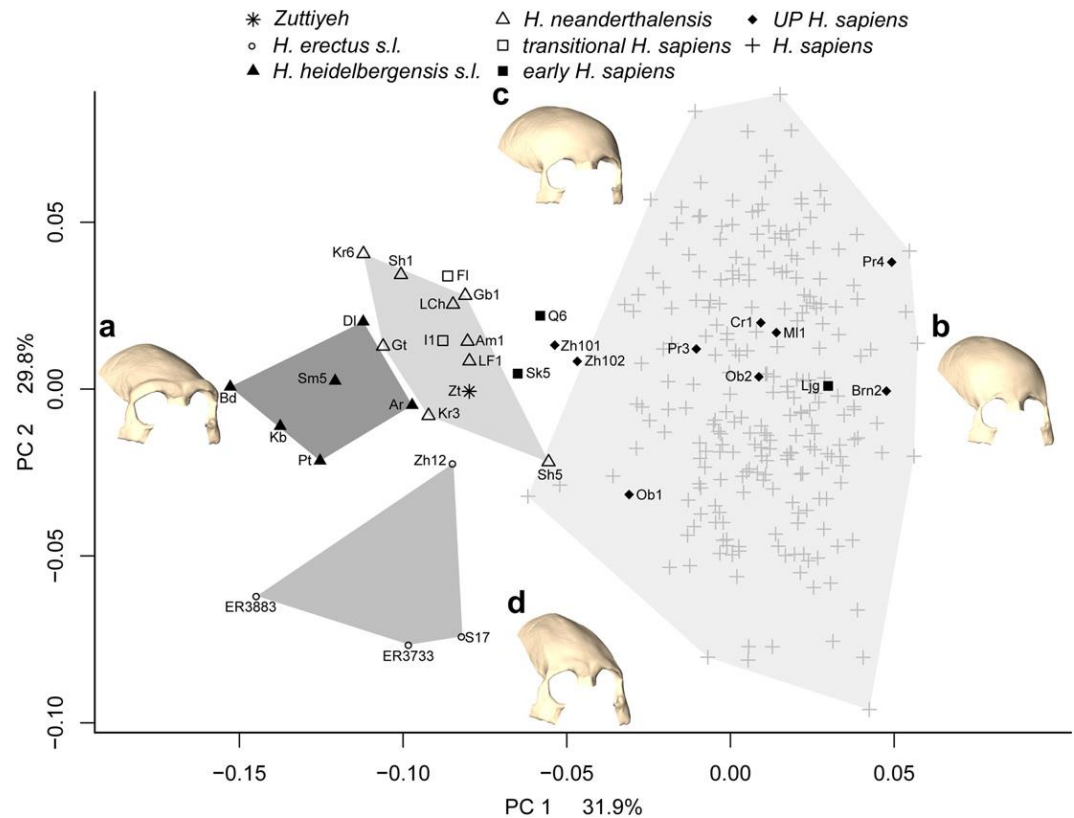 Zuttiyeh H. neanderthalensis UP H. sapiens
H. erectus s.l. transitional H. sapiens H. sapiens
H. heidelbergensis s.l. early H. sapiens
c
Kr6
Sh1
Fl
Pr4
LCh
Gb1
a
b
Dl
Q6
Cr1
Gt
I1
Am1
Zh101
Ml1
Pr3
LF1
Zh102
Sm5
Sk5
Ob2
Ljg
Brn2
Bd
Zt
Ar
Kr3
Kb
Pt
Zh12
Sh5
Ob1
ER3883
d
S17
ER3733
PC 2 29.8%
0.05
0.00
−0.05
−0.10
−0.15 −0.10 −0.05 0.00 0.05
PC 1 31.9%